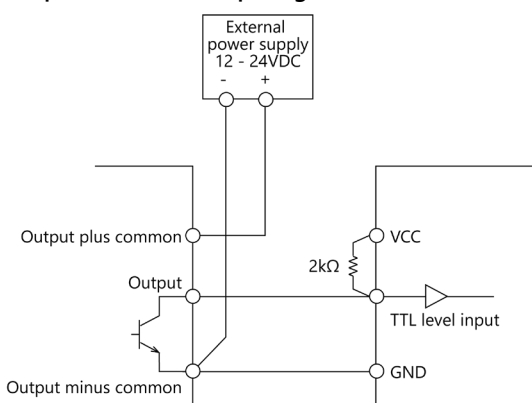 External
power supply
12 - 24VDC
- +
Output plus common
VCC
2kΩ
Output
TTL level input
Output minus common
GND